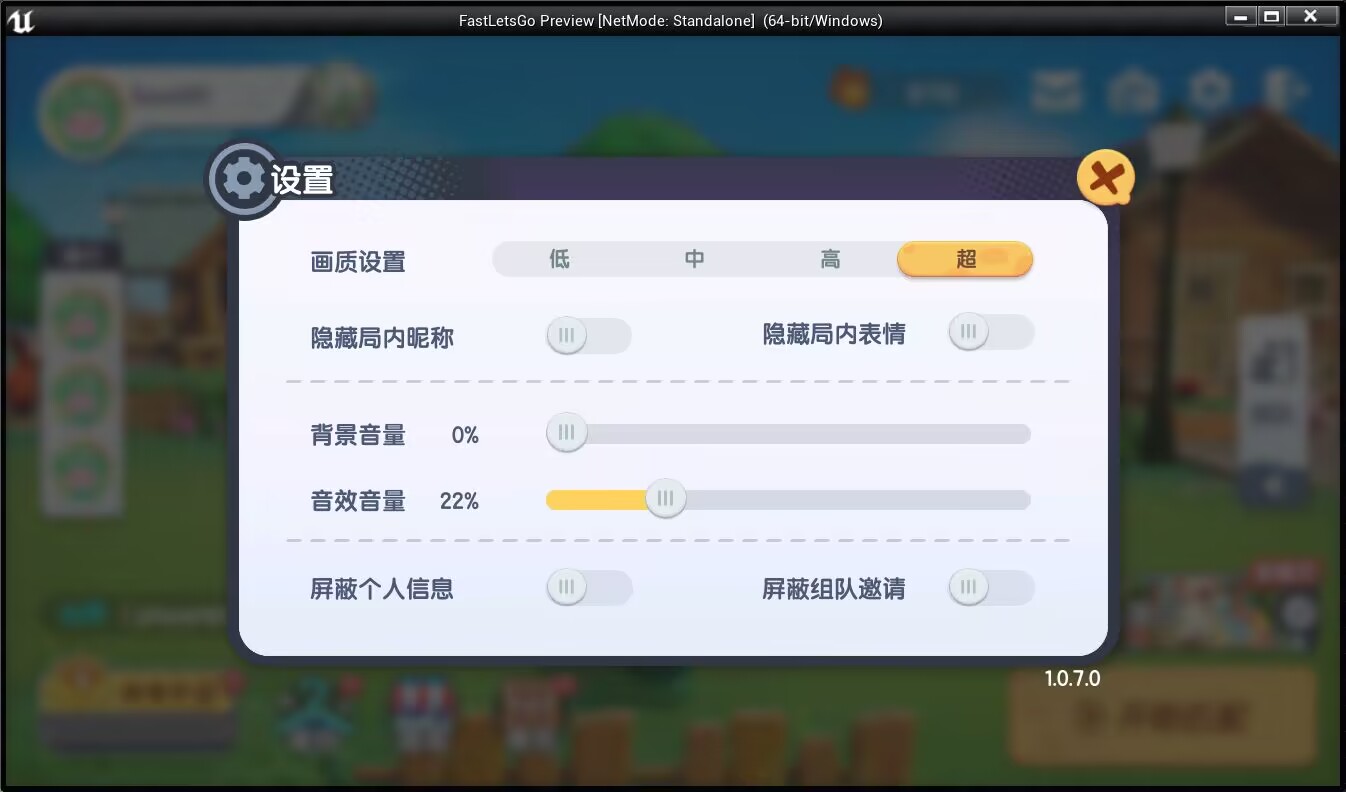 FastLetsGo Preview [NetMode: Standalone] (64-bit/Windows)
设置
画质设置 低 中 高 超
隐藏局内昵称 隐藏局内表情
背景音量 0%
音效音量 22%
屏蔽个人信息 屏蔽组队邀请
1.0.7.0